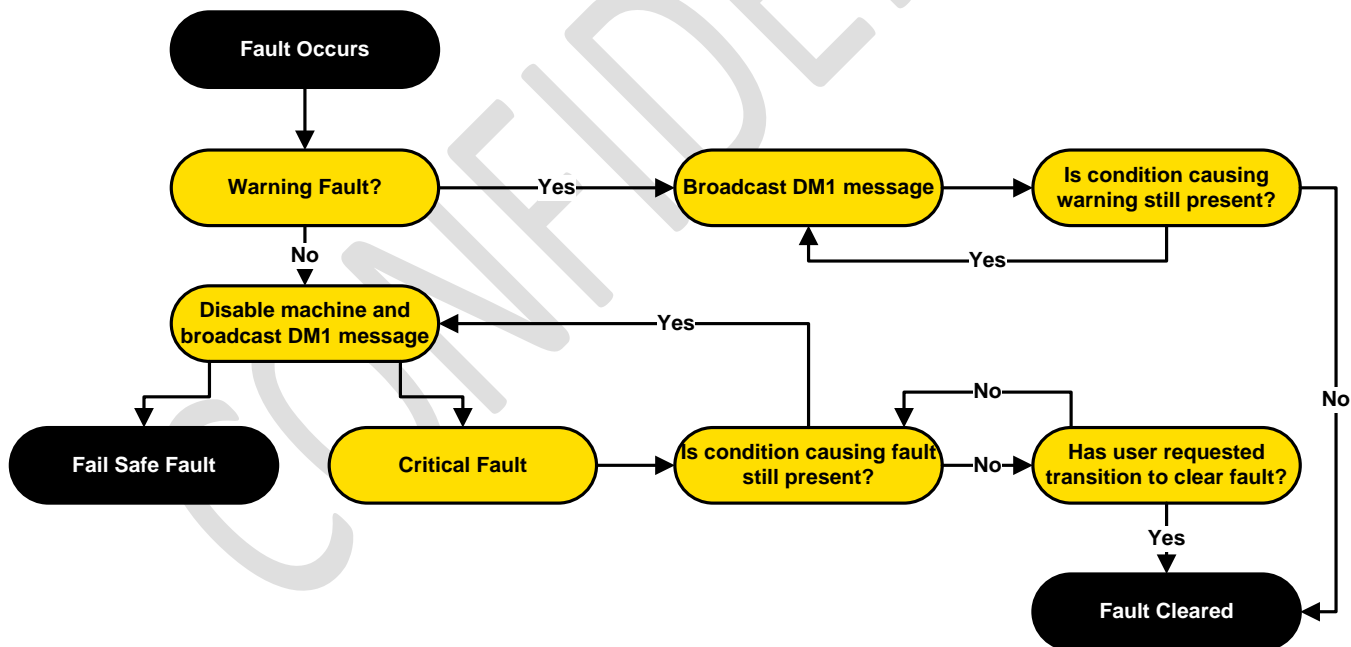 Fault Occurs
Warning Fault?
Yes
Broadcast DM1 message
Is condition causing
warning still present?
No
Yes
Disable machine and
broadcast DM1 message
Yes
No
No
Fail Safe Fault
Critical Fault
Is condition causing fault
still present?
No
Has user requested
transition to clear fault?
Yes
Fault Cleared
CONFIDE